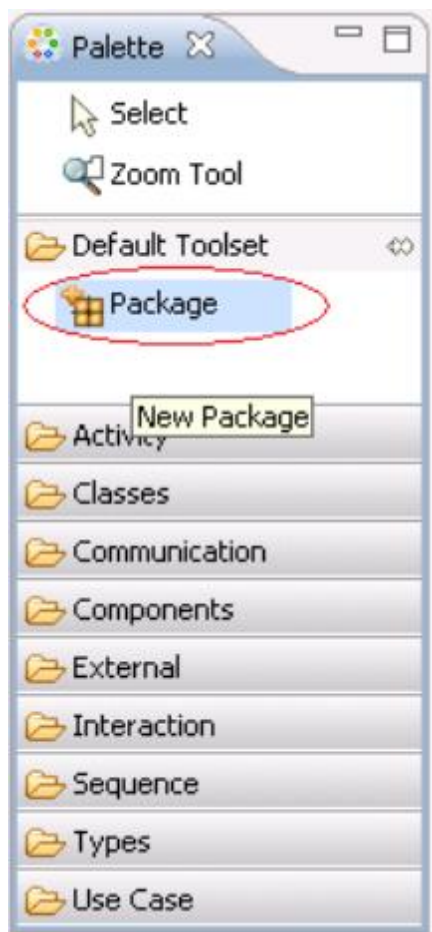 Palette
Select
Zoom Tool
Default Toolset
Package
New Package
Activity
Classes
Communication
Components
External
Interaction
Sequence
Types
Use Case